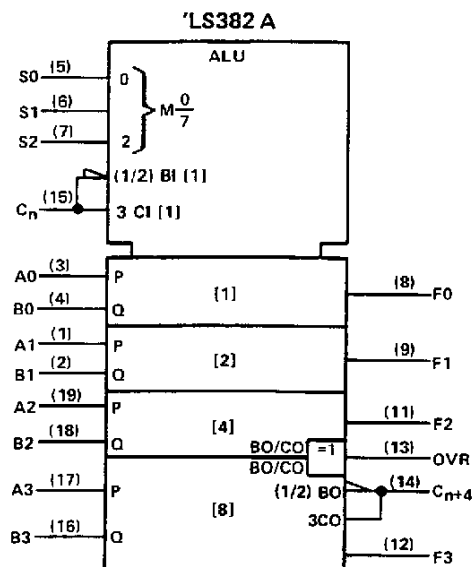 'LS382 A
ALU
S0 (5) 0
S1 (6) M 0/7
S2 (7) 2
(1/2) BI [1]
Cn (15) 3 CI [1]
A0 (3) P [1] (8) F0
B0 (4) Q
A1 (1) P [2] (9) F1
B1 (2) Q
A2 (19) P [4] (11) F2
B2 (18) Q
BO/CO =1 (13) OVR
BO/CO
A3 (17) P [8] (1/2) BO (14) Cn+4
3CO
B3 (16) Q (12) F3